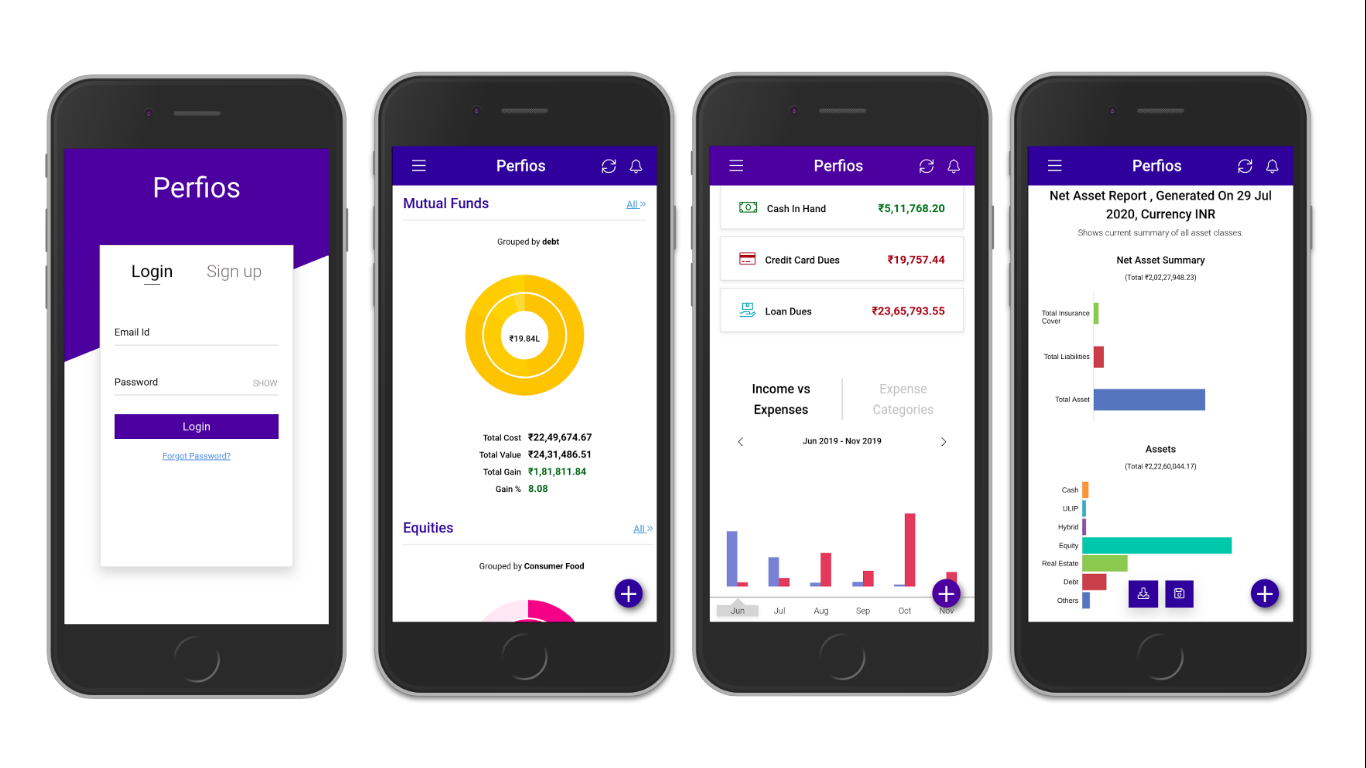 Perfios
Login Sign up
Email Id
Password SHOW
Login
Forgot Password?
Perfios
Mutual Funds All »
Grouped by debt
₹19.84L
Total Cost ₹22,49,674.67
Total Value ₹24,31,486.51
Total Gain ₹1,81,811.84
Gain % 8.08
Equities All »
Grouped by Consumer Food
Perfios
Cash In Hand ₹5,11,768.20
Credit Card Dues ₹19,757.44
Loan Dues ₹23,65,793.55
Income vs
Expenses
Expense
Categories
Jun 2019 - Nov 2019
Jun Jul Aug Sep Oct Nov
Perfios
Net Asset Report , Generated On 29 Jul
2020, Currency INR
Shows current summary of all asset classes.
Net Asset Summary
(Total ₹2,02,27,948.23)
Total Insurance
Cover
Total Liabilities
Total Asset
Assets
(Total ₹2,22,60,044.17)
Cash
ULIP
Hybrid
Equity
Real Estate
Debt
Others